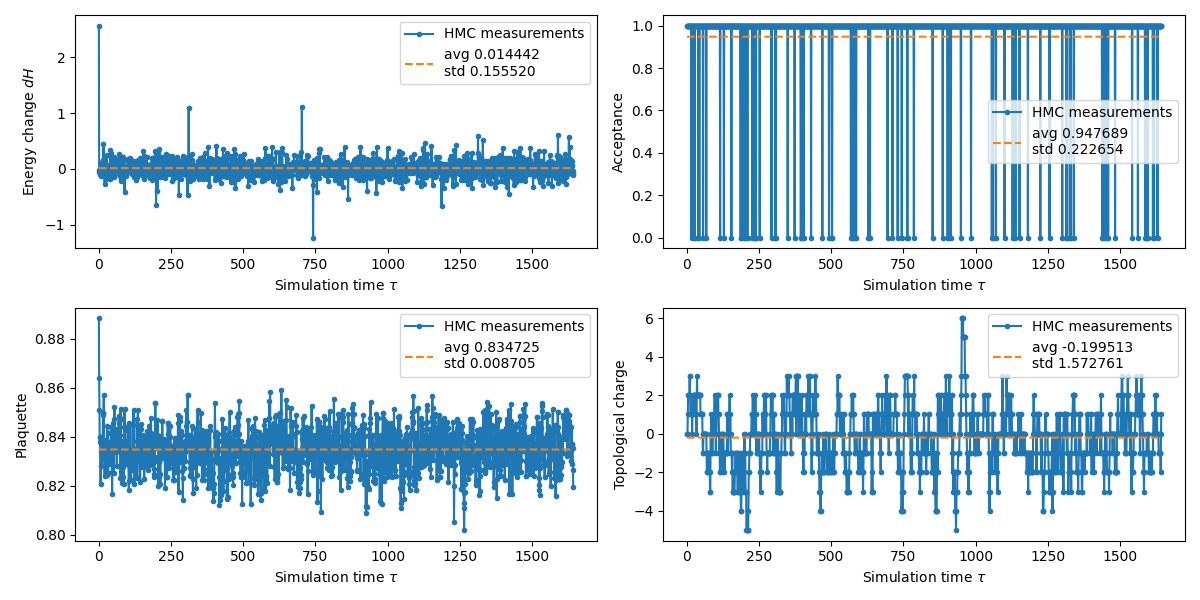 Energy change dH
2
1
0
−1
HMC measurements
avg 0.014442
std 0.155520
0 250 500 750 1000 1250 1500
Simulation time τ
Acceptance
1.0
0.8
0.6
0.4
0.2
0.0
HMC measurements
avg 0.947689
std 0.222654
0 250 500 750 1000 1250 1500
Simulation time τ
Plaquette
0.88
0.86
0.84
0.82
0.80
HMC measurements
avg 0.834725
std 0.008705
0 250 500 750 1000 1250 1500
Simulation time τ
Topological charge
6
4
2
0
−2
−4
HMC measurements
avg -0.199513
std 1.572761
0 250 500 750 1000 1250 1500
Simulation time τ